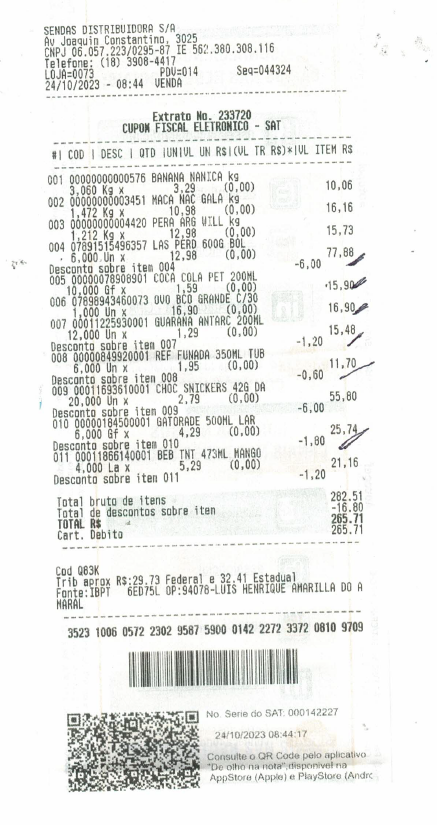 SENDAS DISTRIBUIDORA S/A
Av Joaquin Constantino, 3025
CNPJ 06.057.223/0295-87 IE 562.380.308.116
Telefone: (18) 3908-4417
LOJA=0073 PDV=014 Seq=044324
24/10/2023 - 08:44 VENDA
Extrato No. 233720
CUPOM FISCAL ELETRONICO - SAT
#| COD | DESC | QTD |UN|VL UN R$|(VL TR R$)*|VL ITEM R$
001 00000000000576 BANANA NANICA kg
3,060 Kg x 3,29 (0,00) 10,06
002 00000000003451 MACA NAC GALA kg
1,472 Kg x 10,98 (0,00) 16,16
003 00000000004420 PERA ARG WILL kg
1,212 Kg x 12,98 (0,00) 15,73
004 07891515496357 LAS PERD 600G BOL
6,000 Un x 12,98 (0,00) 77,88
Desconto sobre item 004 -6,00
005 00000078908901 COCA COLA PET 200ML
10,000 Gf x 1,59 (0,00) 15,90
006 07898943460073 OVO BCO GRANDE C/30
1,000 Un x 16,90 (0,00) 16,90
007 00011225930001 GUARANA ANTARC 200ML
12,000 Un x 1,29 (0,00) 15,48
Desconto sobre item 007 -1,20
008 00000849920001 REF FUNADA 350ML TUB
6,000 Un x 1,95 (0,00) 11,70
Desconto sobre item 008 -0,60
009 00011693610001 CHOC SNICKERS 42G DA
20,000 Un x 2,79 (0,00) 55,80
Desconto sobre item 009 -6,00
010 00000184500001 GATORADE 500ML LAR
6,000 Gf x 4,29 (0,00) 25,74
Desconto sobre item 010 -1,80
011 00011866140001 BEB TNT 473ML MANGO
4,000 La x 5,29 (0,00) 21,16
Desconto sobre item 011 -1,20
Total bruto de itens 282.51
Total de descontos sobre item -16.80
TOTAL R$ 265.71
Cart. Debito 265.71
Cod Q83K
Trib aprox R$:29.73 Federal e 32.41 Estadual
Fonte:IBPT 6ED75L OP:94078-LUIS HENRIQUE AMARILLA DO A
MARAL
3523 1006 0572 2302 9587 5900 0142 2272 3372 0810 9709
No. Serie do SAT: 000142227
24/10/2023 08:44:17
Consulte o QR Code pelo aplicativo
"De olho na nota",disponivel na
AppStore (Apple) e PlayStore (Andrc